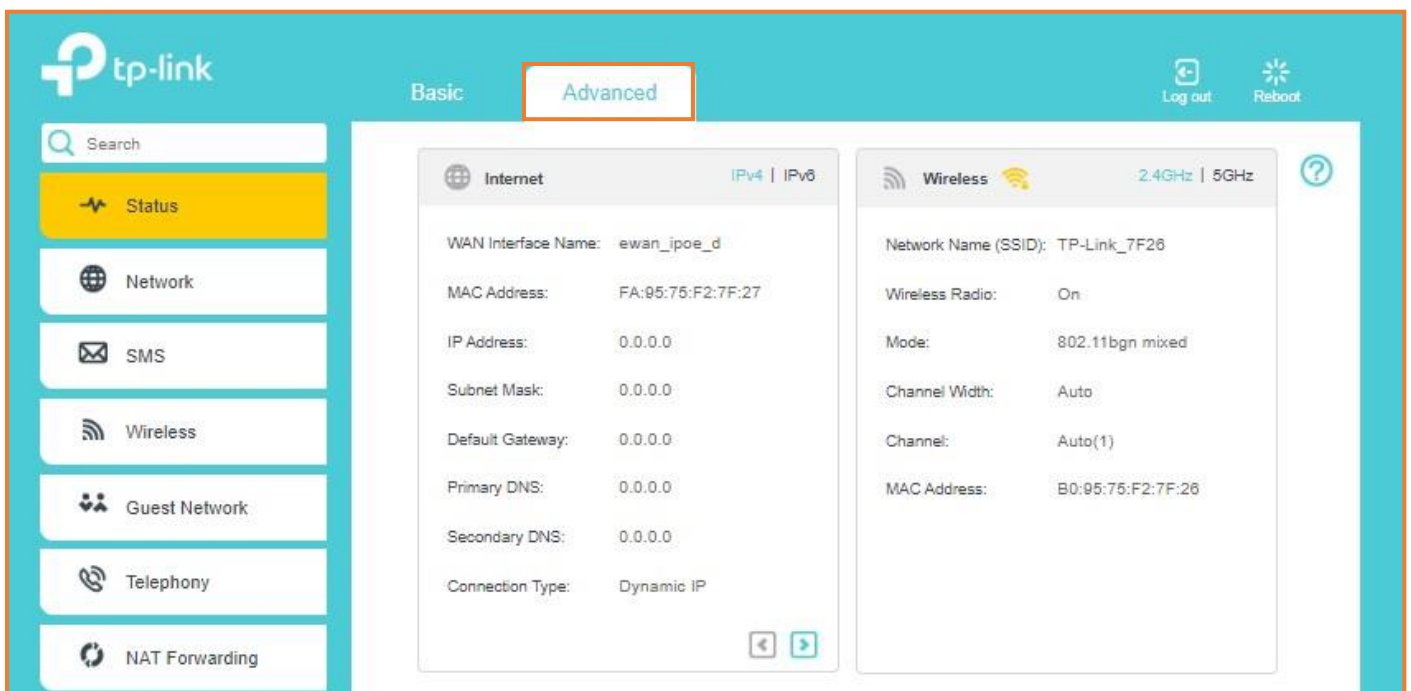 tp-link
Basic
Advanced
Log out
Reboot
Search
Status
Network
SMS
Wireless
Guest Network
Telephony
NAT Forwarding
Internet IPv4 | IPv6
WAN Interface Name: ewan_ipoe_d
MAC Address: FA:95:75:F2:7F:27
IP Address: 0.0.0.0
Subnet Mask: 0.0.0.0
Default Gateway: 0.0.0.0
Primary DNS: 0.0.0.0
Secondary DNS: 0.0.0.0
Connection Type: Dynamic IP
Wireless 2.4GHz | 5GHz
Network Name (SSID): TP-Link_7F26
Wireless Radio: On
Mode: 802.11bgn mixed
Channel Width: Auto
Channel: Auto(1)
MAC Address: B0:95:75:F2:7F:26